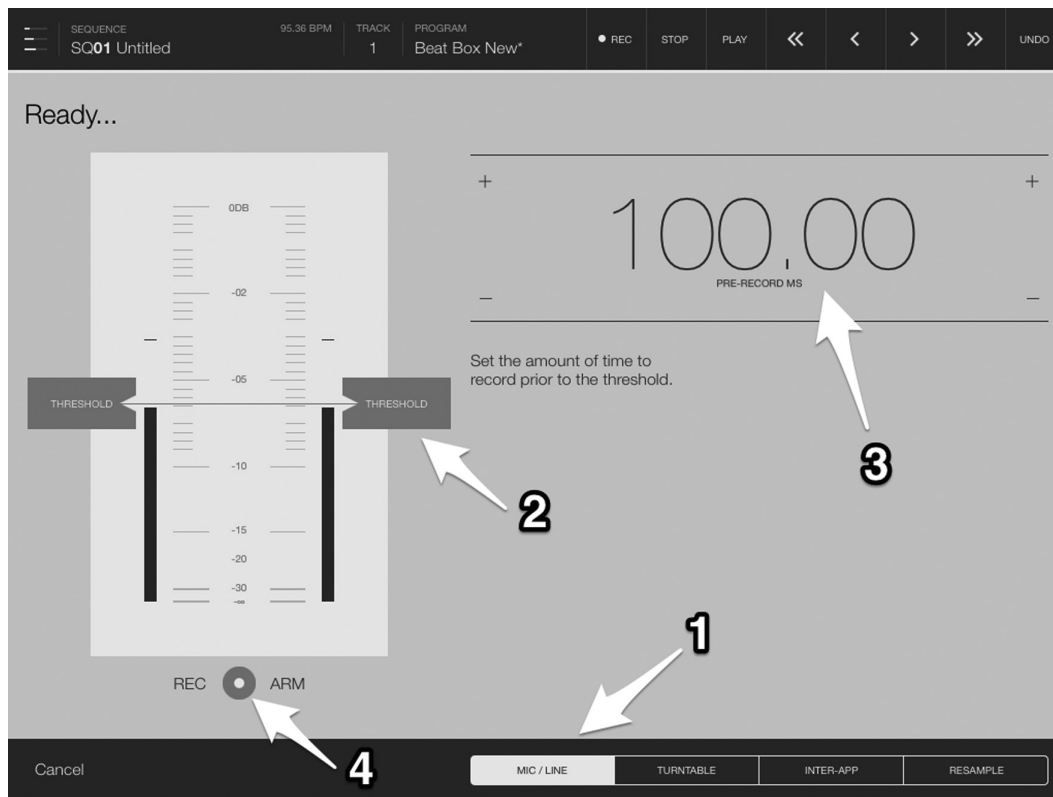 SEQUENCE 95.36 BPM TRACK PROGRAM
SQ01 Untitled 1 Beat Box New*
REC STOP PLAY UNDO
Ready...
0DB
-02
-05
-10
-15
-20
-30
-∞
THRESHOLD THRESHOLD
+ +
100.00
PRE-RECORD MS
– –
Set the amount of time to
record prior to the threshold.
3
2
1
REC ARM
4
Cancel MIC / LINE TURNTABLE INTER-APP RESAMPLE